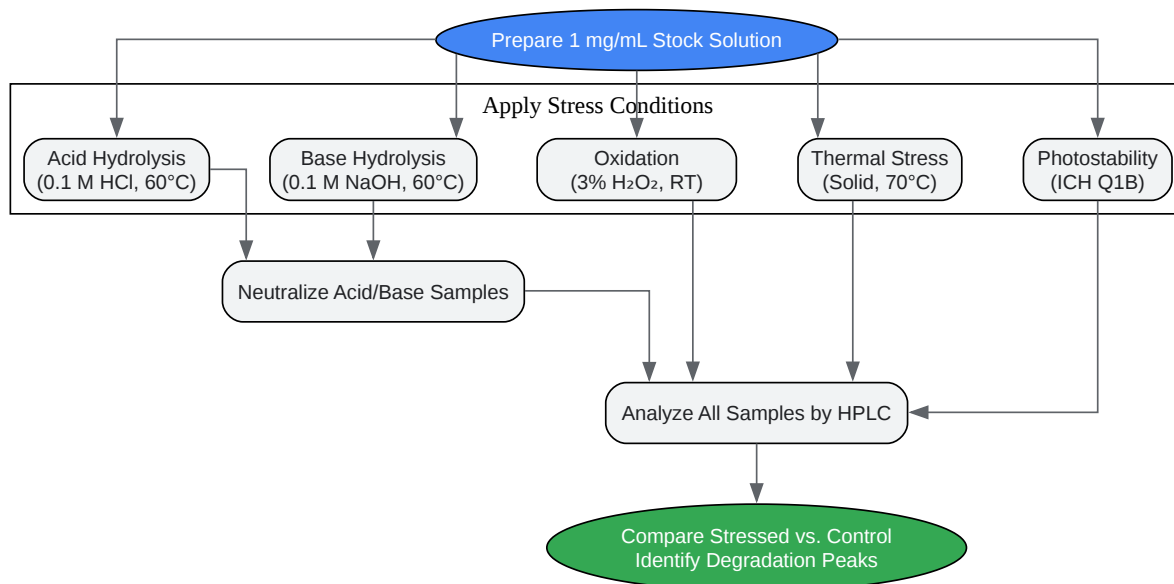 Prepare 1 mg/mL Stock Solution
Apply Stress Conditions
Acid Hydrolysis
(0.1 M HCl, 60°C)
Base Hydrolysis
(0.1 M NaOH, 60°C)
Oxidation
(3% H₂O₂, RT)
Thermal Stress
(Solid, 70°C)
Photostability
(ICH Q1B)
Neutralize Acid/Base Samples
Analyze All Samples by HPLC
Compare Stressed vs. Control
Identify Degradation Peaks